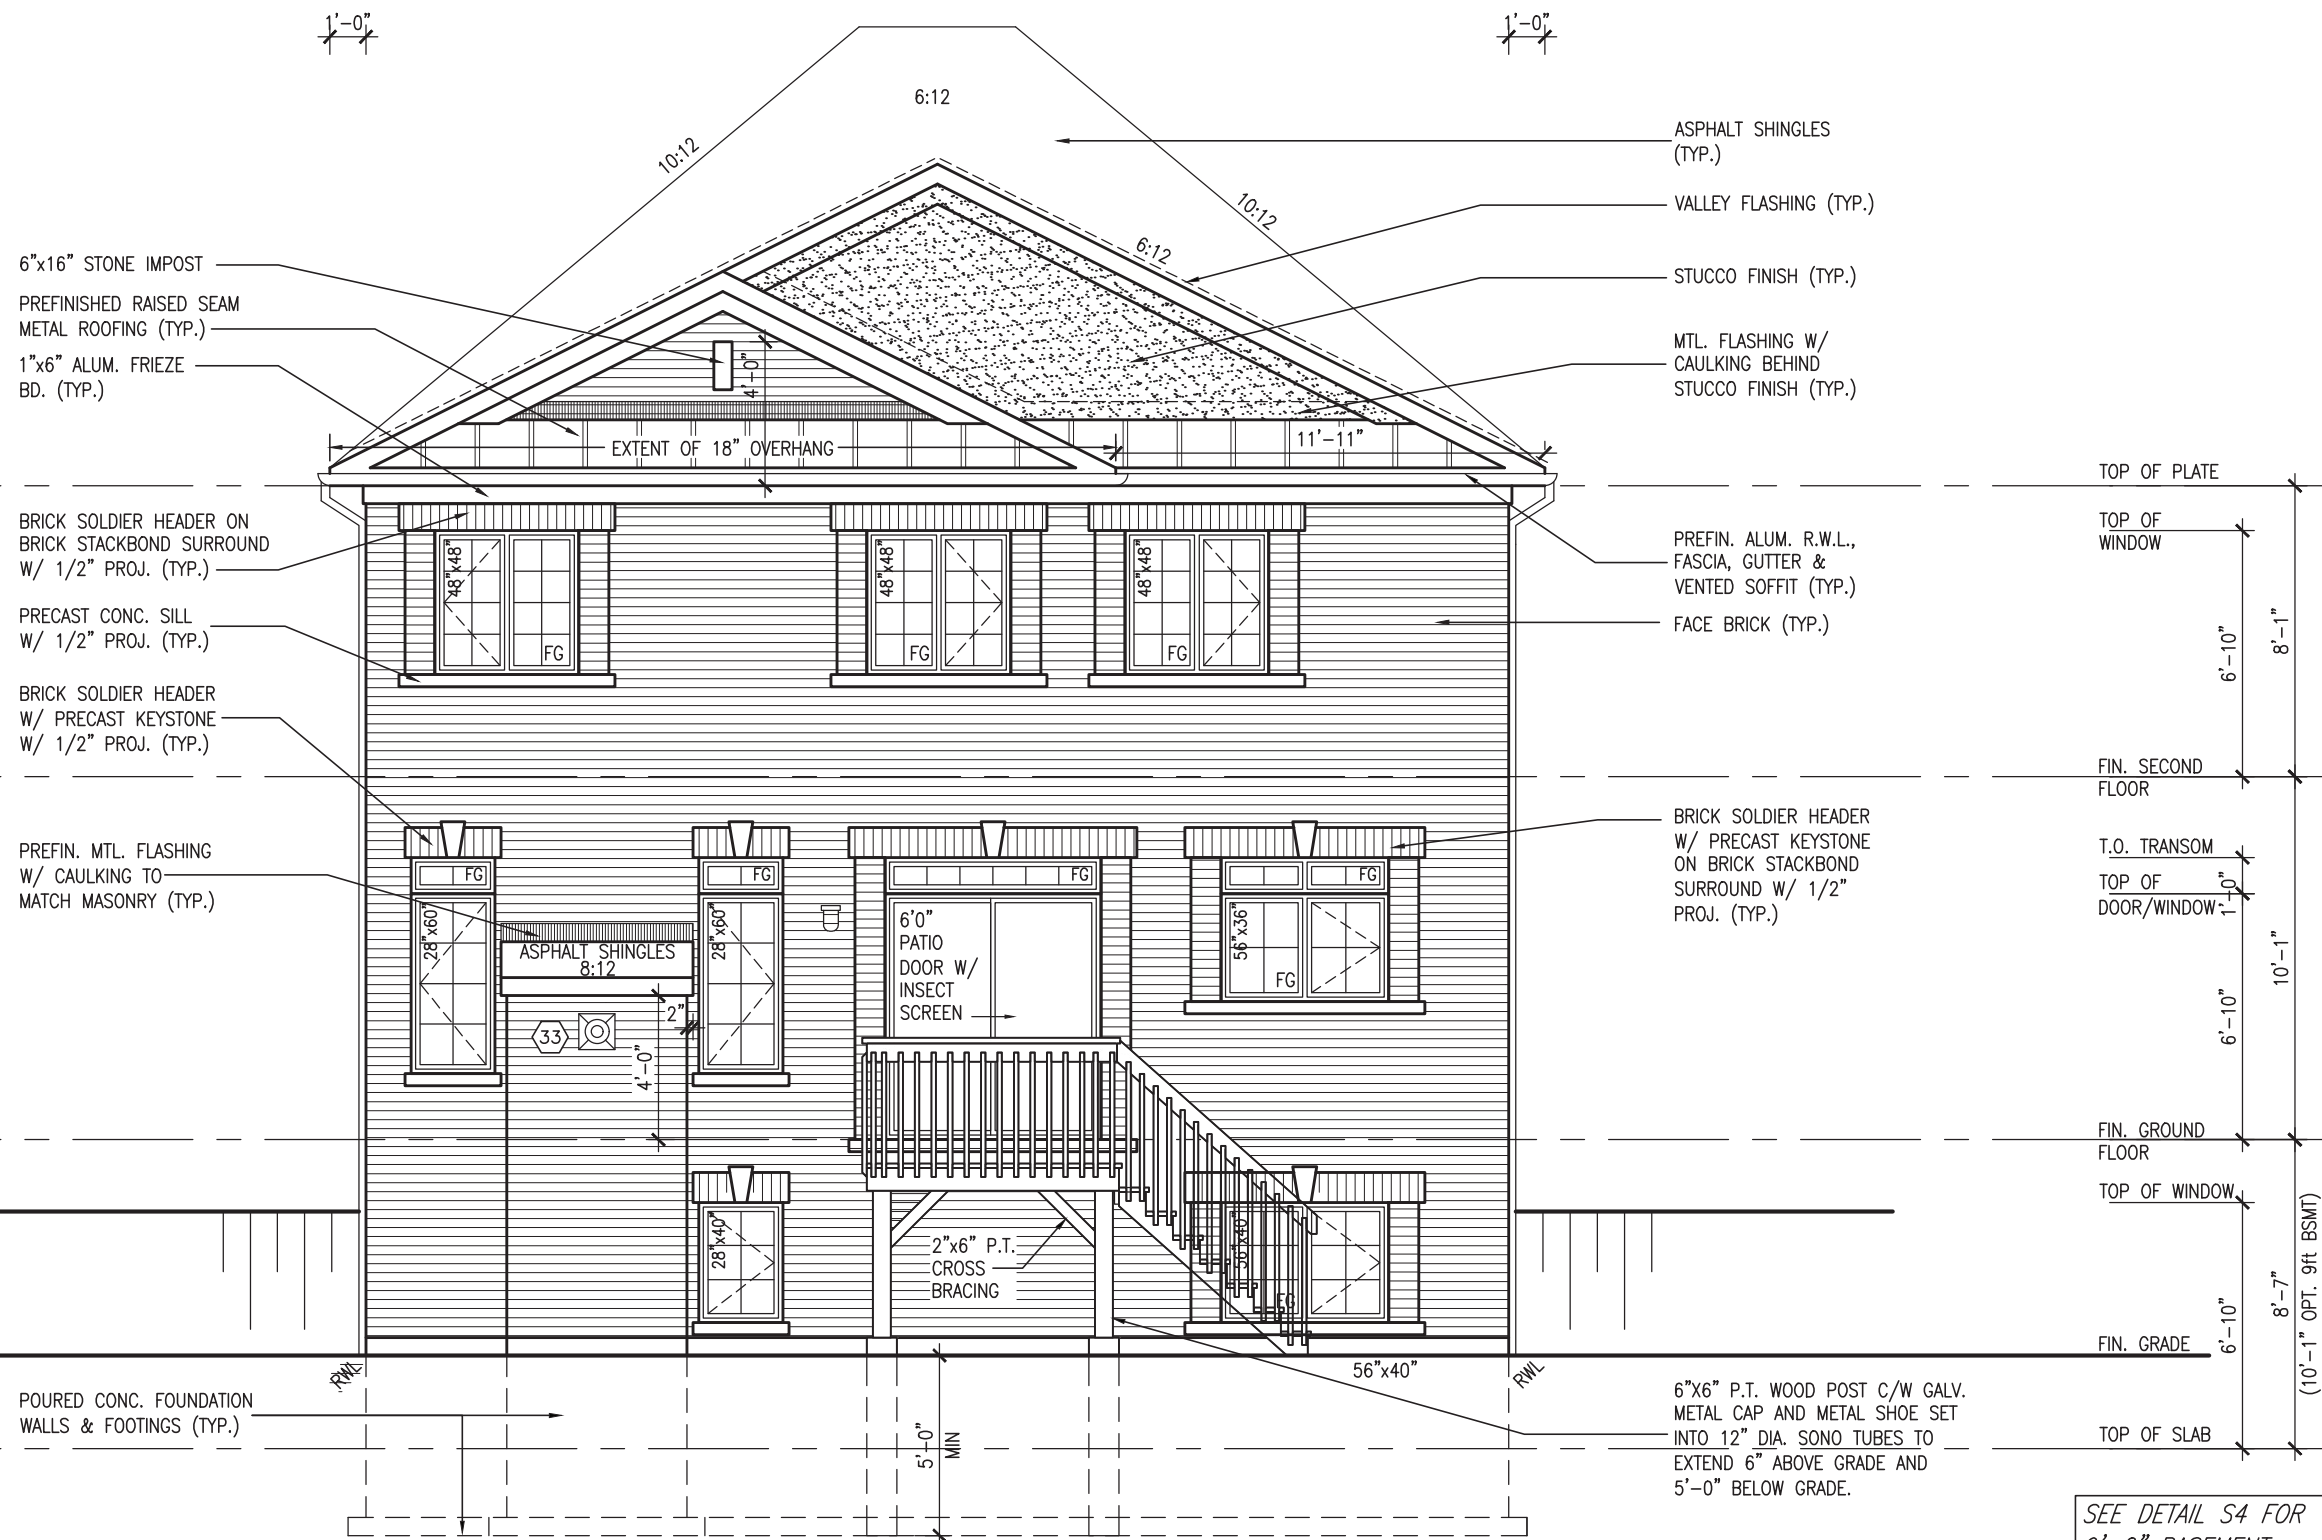 1'-0"
1'-0"
6:12
10:12
10:12
6:12
ASPHALT SHINGLES
(TYP.)
VALLEY FLASHING (TYP.)
STUCCO FINISH (TYP.)
MTL. FLASHING W/
CAULKING BEHIND
STUCCO FINISH (TYP.)
6"x16" STONE IMPOST
PREFINISHED RAISED SEAM
METAL ROOFING (TYP.)
1"x6" ALUM. FRIEZE
BD. (TYP.)
4'-0"
EXTENT OF 18" OVERHANG
11'-11"
BRICK SOLDIER HEADER ON
BRICK STACKBOND SURROUND
W/ 1/2" PROJ. (TYP.)
PRECAST CONC. SILL
W/ 1/2" PROJ. (TYP.)
BRICK SOLDIER HEADER
W/ PRECAST KEYSTONE
W/ 1/2" PROJ. (TYP.)
PREFIN. MTL. FLASHING
W/ CAULKING TO
MATCH MASONRY (TYP.)
48"x48"
FG
48"x48"
FG
48"x48"
FG
PREFIN. ALUM. R.W.L.,
FASCIA, GUTTER &
VENTED SOFFIT (TYP.)
FACE BRICK (TYP.)
BRICK SOLDIER HEADER
W/ PRECAST KEYSTONE
ON BRICK STACKBOND
SURROUND W/ 1/2"
PROJ. (TYP.)
FG
28"x60"
ASPHALT SHINGLES
8:12
FG
28"x60"
2"
33
4'-0"
FG
6'0"
PATIO
DOOR W/
INSECT
SCREEN
FG
56"x36"
FG
28"x40"
2"x6" P.T.
CROSS
BRACING
56"x40"
FG
56"x40"
RWL
RWL
POURED CONC. FOUNDATION
WALLS & FOOTINGS (TYP.)
5'-0"
MIN
6"X6" P.T. WOOD POST C/W GALV.
METAL CAP AND METAL SHOE SET
INTO 12" DIA. SONO TUBES TO
EXTEND 6" ABOVE GRADE AND
5'-0" BELOW GRADE.
TOP OF PLATE
TOP OF
WINDOW
6'-10"
8'-1"
FIN. SECOND
FLOOR
T.O. TRANSOM
TOP OF
DOOR/WINDOW
1'-0"
6'-10"
10'-1"
FIN. GROUND
FLOOR
TOP OF WINDOW
FIN. GRADE
6'-10"
8'-7"
(10'-1" OPT. 9ft BSMT)
TOP OF SLAB
SEE DETAIL S4 FOR